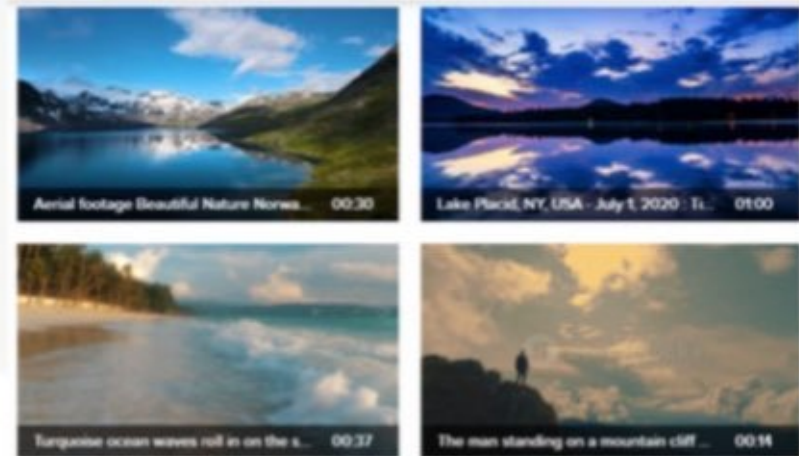 Aerial footage Beautiful Nature Norwa... 00:30
Lake Placid, NY, USA - July 1, 2020 : Ti... 01:00
Turquoise ocean waves roll in on the s... 00:37
The man standing on a mountain cliff ... 00:14